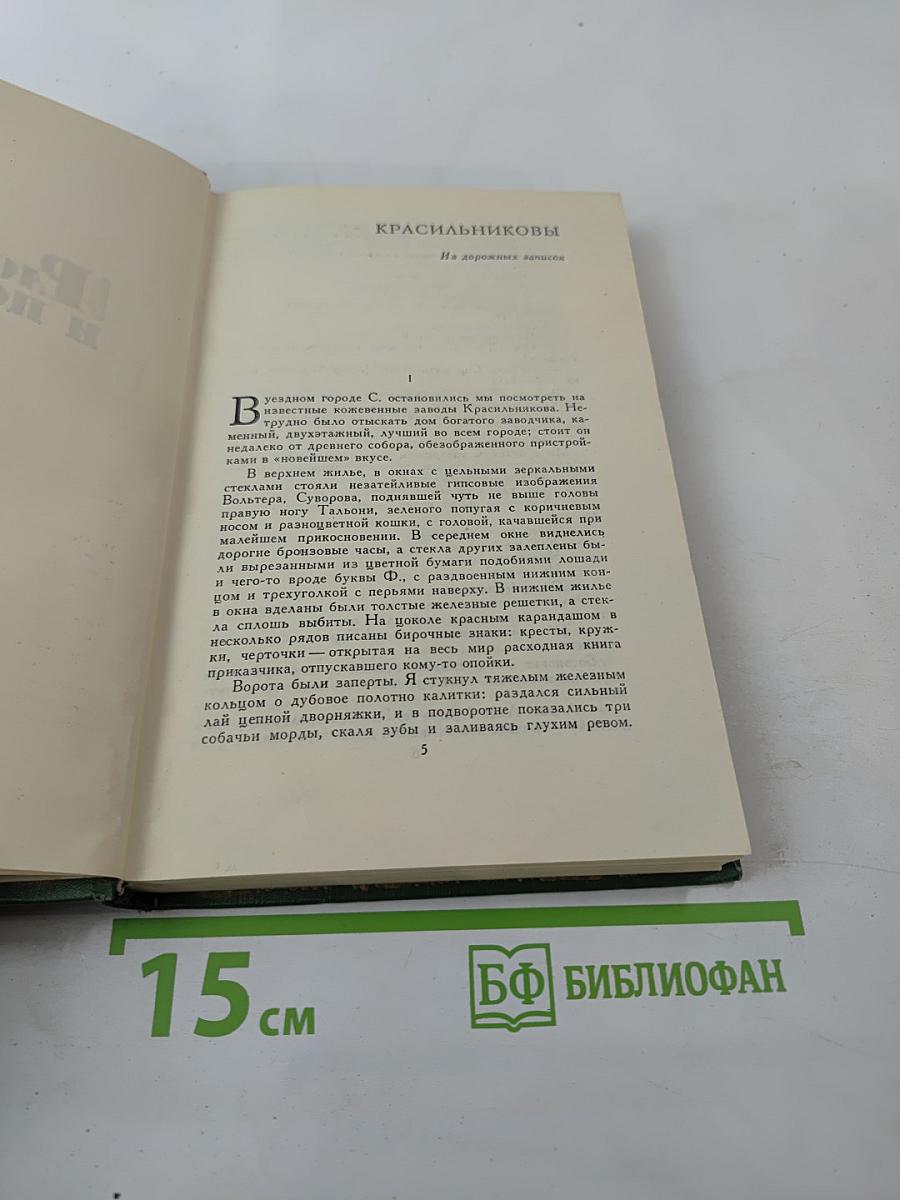 КРАСИЛЬНИКОВЫ
Из дорожных записок
I
В уездном городе С. остановились мы посмотреть на
известные кожевенные заводы Красильникова. Не-
трудно было отыскать дом богатого заводчика, ка-
менный, двухэтажный, лучший во всем городе; стоит он
недалеко от древнего собора, обезображенного пристрой-
ками в «новейшем» вкусе.
В верхнем жилье, в окнах с цельными зеркальными
стеклами стояли незатейливые гипсовые изображения
Вольтера, Суворова, поднявшей чуть не выше головы
правую ногу Тальони, зеленого попугая с коричневым
носом и разноцветной кошки, с головой, качавшейся при
малейшем прикосновении. В середнем окне виднелись
дорогие бронзовые часы, а стекла других залеплены бы-
ли вырезанными из цветной бумаги подобиями лошади
и чего-то вроде буквы Ф., с раздвоенным нижним кон-
цом и трехуголкой с перьями наверху. В нижнем жилье
в окна вделаны были толстые железные решетки, а стек-
ла сплошь выбиты. На цоколе красным карандашом в
несколько рядов писаны бирочные знаки: кресты, круж-
ки, черточки — открытая на весь мир расходная книга
приказчика, отпускавшего кому-то опойки.
Ворота были заперты. Я стукнул тяжелым железным
кольцом о дубовое полотно калитки: раздался сильный
лай цепной дворняжки, и в подворотне показались три
собачьи морды, скаля зубы и заливаясь глухим ревом.
5
15 см
БФ БИБЛИОФАН